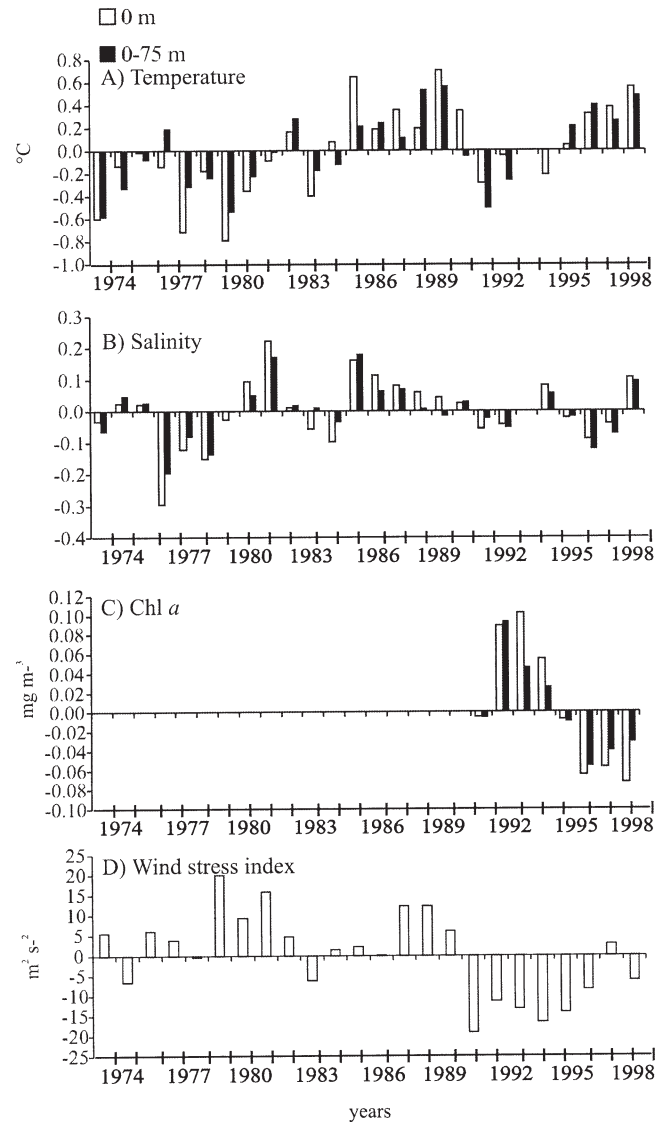 0 m
0-75 m
A) Temperature
°C
0.8
0.6
0.4
0.2
0.0
-0.2
-0.4
-0.6
-0.8
-1.0
1974 1977 1980 1983 1986 1989 1992 1995 1998
B) Salinity
0.3
0.2
0.1
0.0
-0.1
-0.2
-0.3
-0.4
1974 1977 1980 1983 1986 1989 1992 1995 1998
C) Chl a
mg m-³
0.12
0.10
0.08
0.06
0.04
0.02
0.00
-0.02
-0.04
-0.06
-0.08
-0.10
1974 1977 1980 1983 1986 1989 1992 1995 1998
D) Wind stress index
m² s-²
25
20
15
10
5
0
-5
-10
-15
-20
-25
1974 1977 1980 1983 1986 1989 1992 1995 1998
years